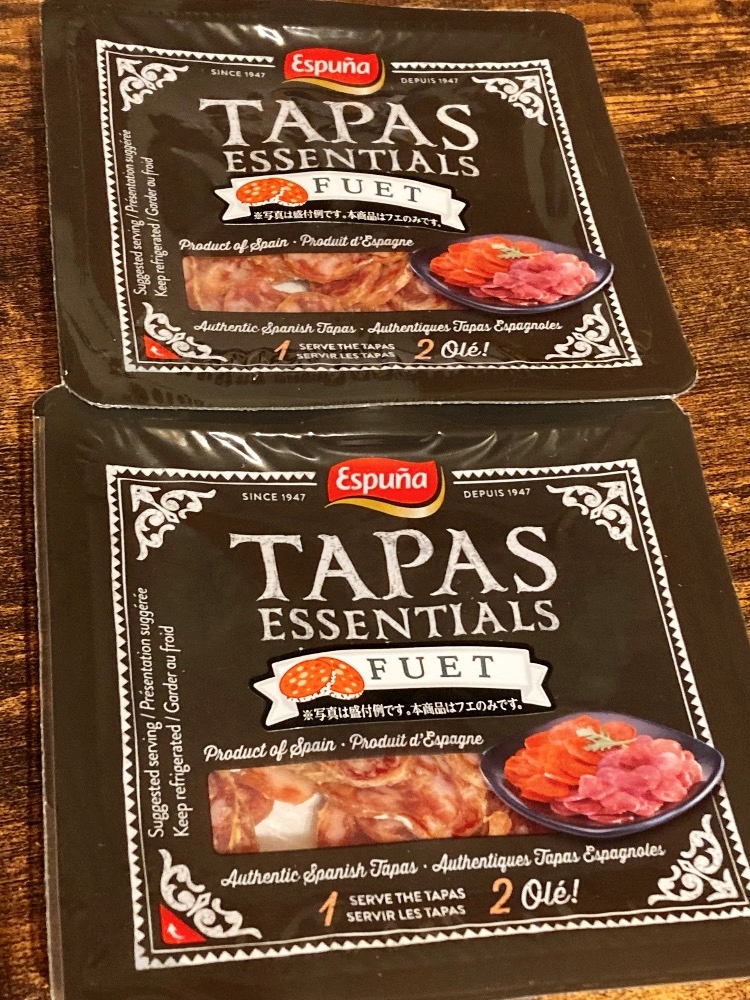 Espuña
SINCE 1947 DEPUIS 1947
TAPAS
ESSENTIALS
FUET
※写真は盛付例です。本商品はフエのみです。
Suggested serving / Présentation suggérée
Keep refrigerated / Garder au froid
Product of Spain · Produit d'Espagne
Authentic Spanish Tapas · Authentiques Tapas Espagnoles
1 SERVE THE TAPAS 2 Olé!
SERVIR LES TAPAS
Espuña
SINCE 1947 DEPUIS 1947
TAPAS
ESSENTIALS
FUET
※写真は盛付例です。本商品はフエのみです。
Suggested serving / Présentation suggérée
Keep refrigerated / Garder au froid
Product of Spain · Produit d'Espagne
Authentic Spanish Tapas · Authentiques Tapas Espagnoles
1 SERVE THE TAPAS 2 Olé!
SERVIR LES TAPAS